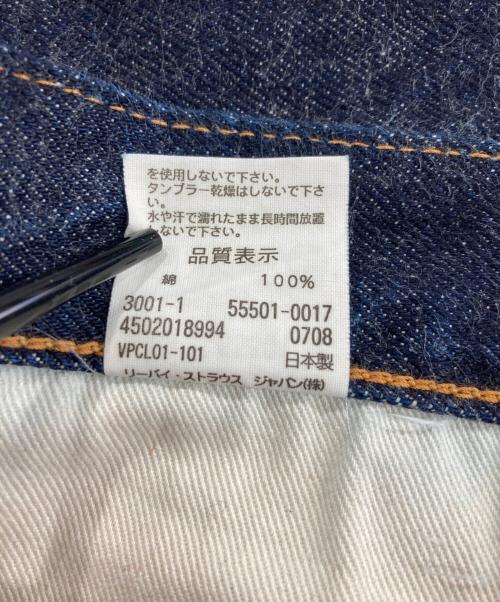 を使用しないで下さい。
タンブラー乾燥はしないで下さ
い。
水や汗で濡れたまま長時間放置
しないで下さい。
品質表示
綿 100%
3001-1 55501-0017
4502018994 0708
VPCL01-101 日本製
リーバイ・ストラウス ジャパン(株)